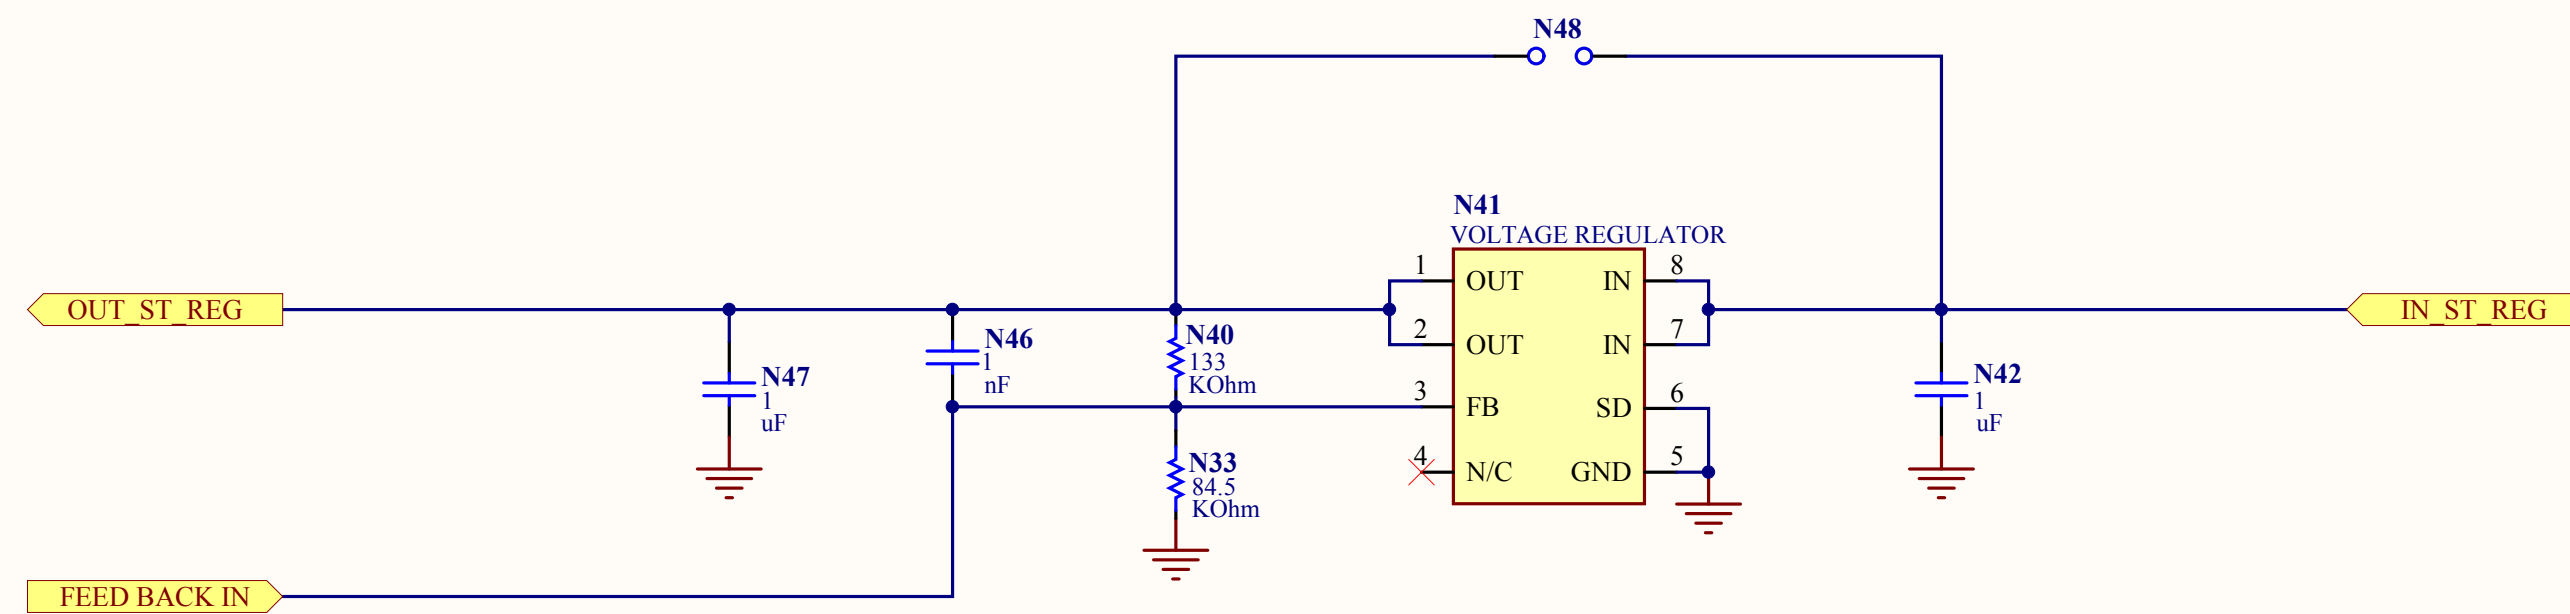 N48
N41
VOLTAGE REGULATOR
1
OUT
IN
8
OUT_ST_REG
IN_ST_REG
2
OUT
IN
7
N46
1
nF
N40
133
KOhm
N47
1
uF
N42
1
uF
3
FB
SD
6
4
N/C
GND
5
N33
84.5
KOhm
FEED BACK IN